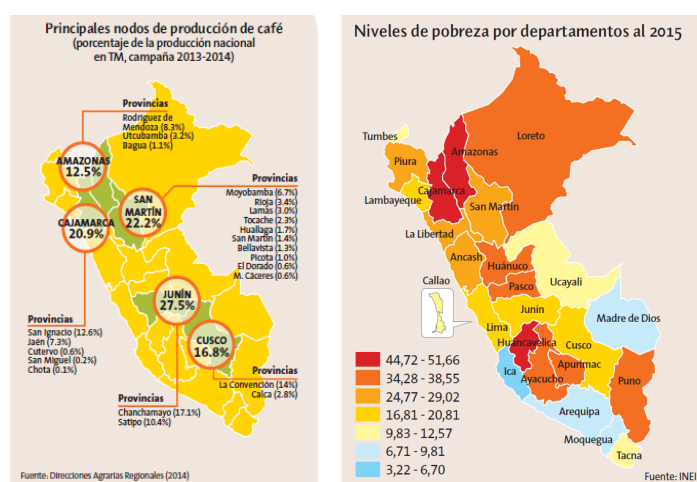 Principales nodos de producción de café
(porcentaje de la producción nacional
en TM, campaña 2013-2014)
Provincias
Rodriguez de
Mendoza (8.3%)
Utcubamba (3.2%)
Bagua (1.1%)
AMAZONAS
12.5%
Provincias
Moyobamba (6.7%)
Rioja (3.4%)
Lamas (3.0%)
Tocache (2.3%)
Huallaga (1.7%)
San Martín (1.4%)
Bellavista (1.3%)
Picota (1.0%)
El Dorado (0.6%)
M. Cáceres (0.6%)
SAN
MARTÍN
22.2%
CAJAMARCA
20.9%
JUNÍN
27.5%
Provincias
San Ignacio (12.6%)
Jaén (7.3%)
Cutervo (0.6%)
San Miguel (0.2%)
Chota (0.1%)
CUSCO
16.8%
Provincias
La Convención (14%)
Calca (2.8%)
Provincias
Chanchamayo (17.1%)
Satipo (10.4%)
Fuente: Direcciones Agrarias Regionales (2014)
Niveles de pobreza por departamentos al 2015
Tumbes
Loreto
Piura
Amazonas
Cajamarca
Lambayeque
San Martín
La Libertad
Ancash
Huánuco
Ucayali
Pasco
Callao
Junín
Madre de Dios
Lima
Huancavelica
Cusco
Ica
Ayacucho
Apurimac
Puno
Arequipa
Moquegua
Tacna
44,72 - 51,66
34,28 - 38,55
24,77 - 29,02
16,81 - 20,81
9,83 - 12,57
6,71 - 9,81
3,22 - 6,70
Fuente: INEI